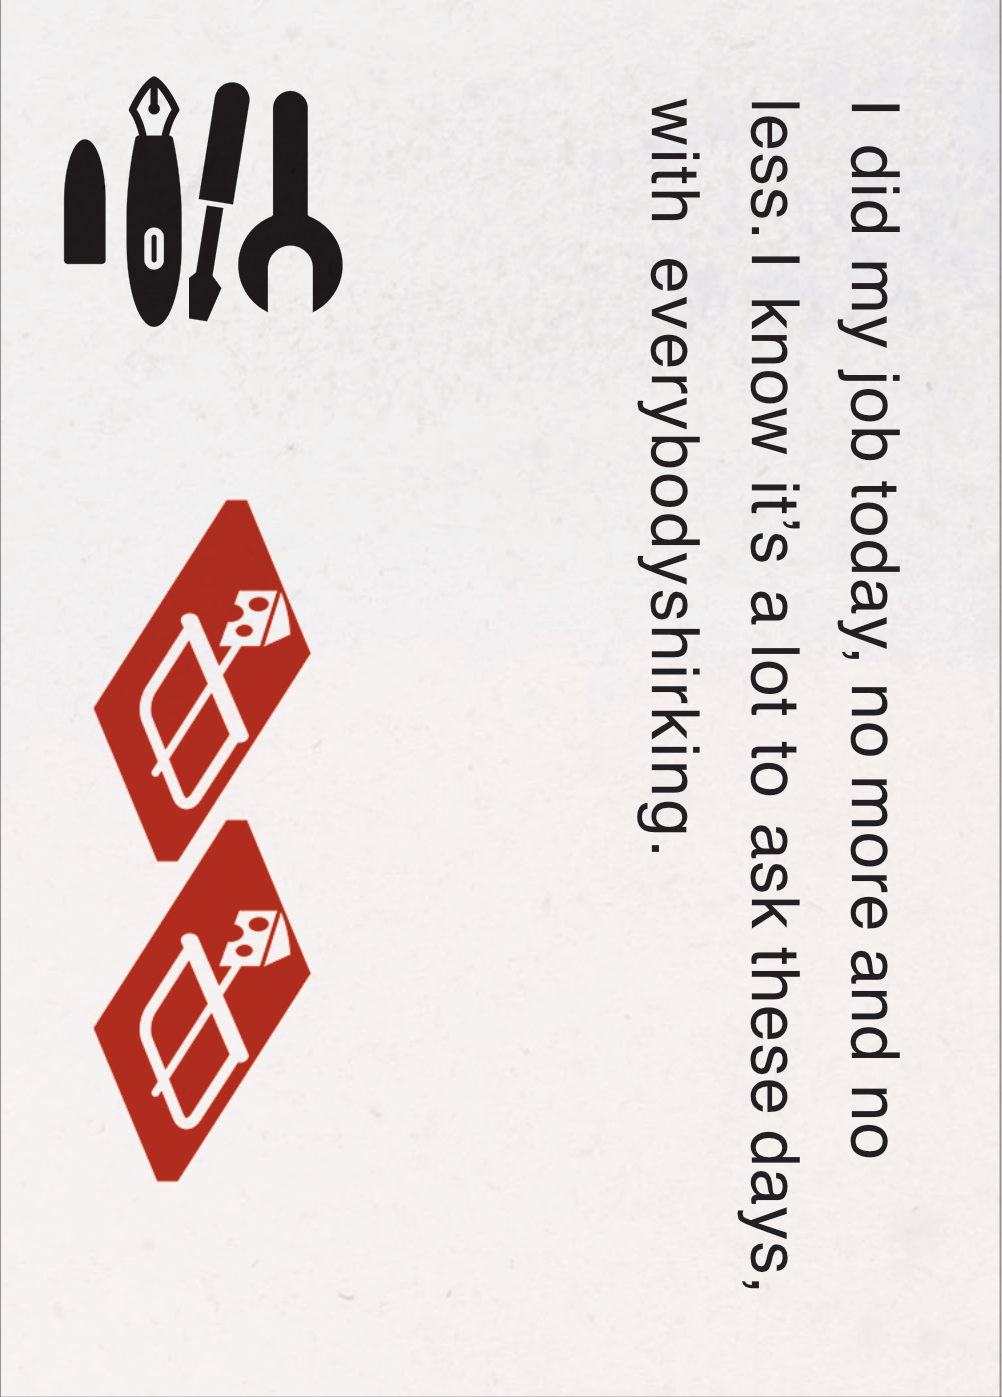 I did my job today, no more and no
less. I know it’s a lot to ask these days,
with everybodyshirking.